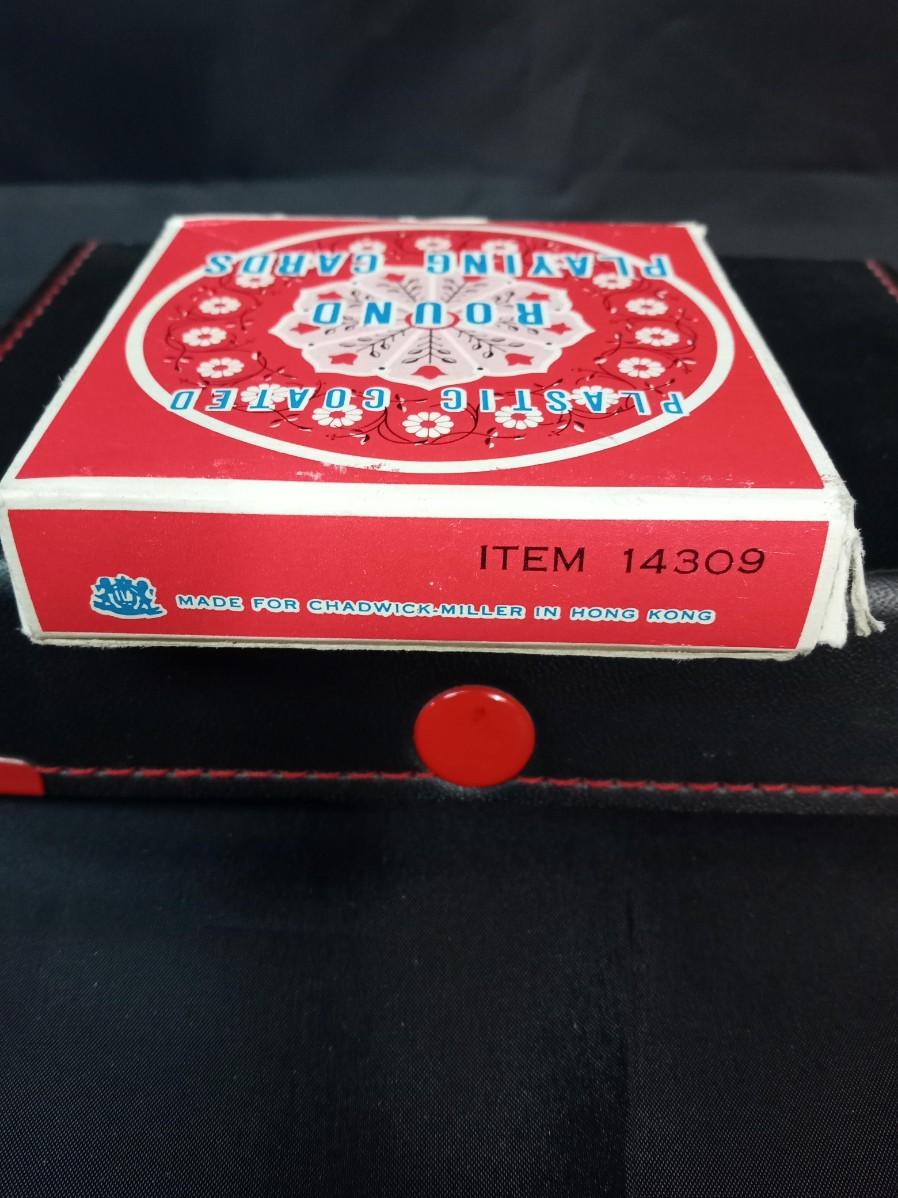 PLASTIC COATED
ROUND
PLAYING CARDS
ITEM 14309
MADE FOR CHADWICK-MILLER IN HONG KONG